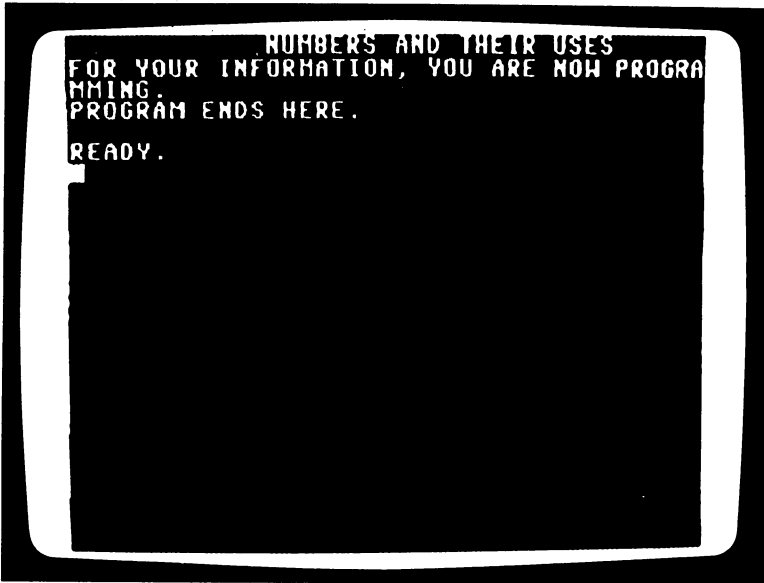 NUMBERS AND THEIR USES
FOR YOUR INFORMATION, YOU ARE NOW PROGRA
MMING.
PROGRAM ENDS HERE.
READY.